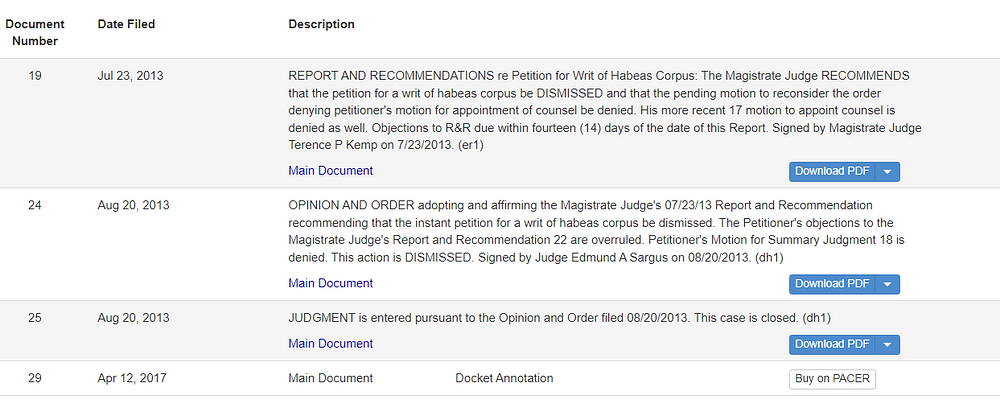 Document Number Date Filed Description
19 Jul 23, 2013 REPORT AND RECOMMENDATIONS re Petition for Writ of Habeas Corpus: The Magistrate Judge RECOMMENDS
that the petition for a writ of habeas corpus be DISMISSED and that the pending motion to reconsider the order
denying petitioner's motion for appointment of counsel be denied. His more recent 17 motion to appoint counsel is
denied as well. Objections to R&R due within fourteen (14) days of the date of this Report. Signed by Magistrate Judge
Terence P Kemp on 7/23/2013. (er1)
Main Document Download PDF
24 Aug 20, 2013 OPINION AND ORDER adopting and affirming the Magistrate Judge's 07/23/13 Report and Recommendation
recommending that the instant petition for a writ of habeas corpus be dismissed. The Petitioner's objections to the
Magistrate Judge's Report and Recommendation 22 are overruled. Petitioner's Motion for Summary Judgment 18 is
denied. This action is DISMISSED. Signed by Judge Edmund A Sargus on 08/20/2013. (dh1)
Main Document Download PDF
25 Aug 20, 2013 JUDGMENT is entered pursuant to the Opinion and Order filed 08/20/2013. This case is closed. (dh1)
Main Document Download PDF
29 Apr 12, 2017 Main Document Docket Annotation Buy on PACER